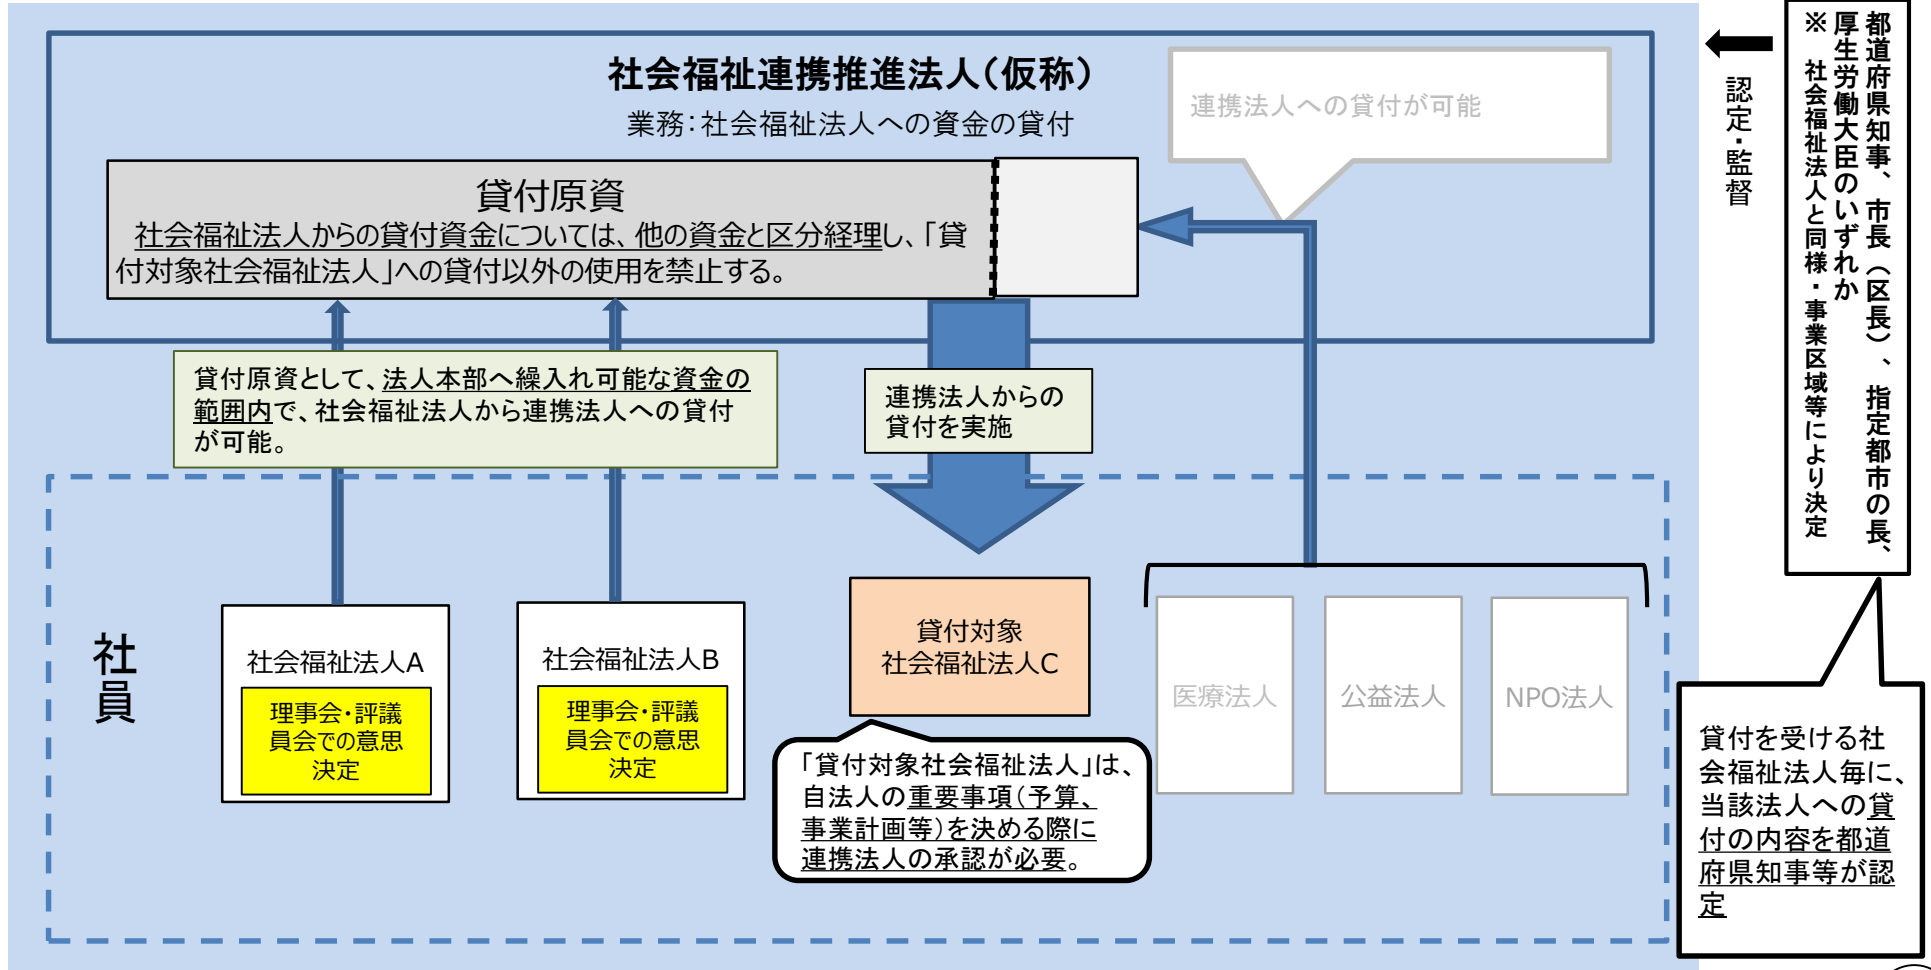 社会福祉連携推進法人(仮称)
業務:社会福祉法人への資金の貸付
連携法人への貸付が可能
貸付原資
社会福祉法人からの貸付資金については、他の資金と区分経理し、「貸
付対象社会福祉法人」への貸付以外の使用を禁止する。
貸付原資として、法人本部へ繰入れ可能な資金の
範囲内で、社会福祉法人から連携法人への貸付
が可能。
連携法人からの
貸付を実施
社員
社会福祉法人A
理事会・評議
員会での意思
決定
社会福祉法人B
理事会・評議
員会での意思
決定
貸付対象
社会福祉法人C
「貸付対象社会福祉法人」は、
自法人の重要事項(予算、
事業計画等)を決める際に
連携法人の承認が必要。
医療法人
公益法人
NPO法人
認定・監督
都道府県知事、市長(区長)、指定都市の長、
厚生労働大臣のいずれか
※ 社会福祉法人と同様・事業区域等により決定
貸付を受ける社
会福祉法人毎に、
当該法人への貸
付の内容を都道
府県知事等が認
定